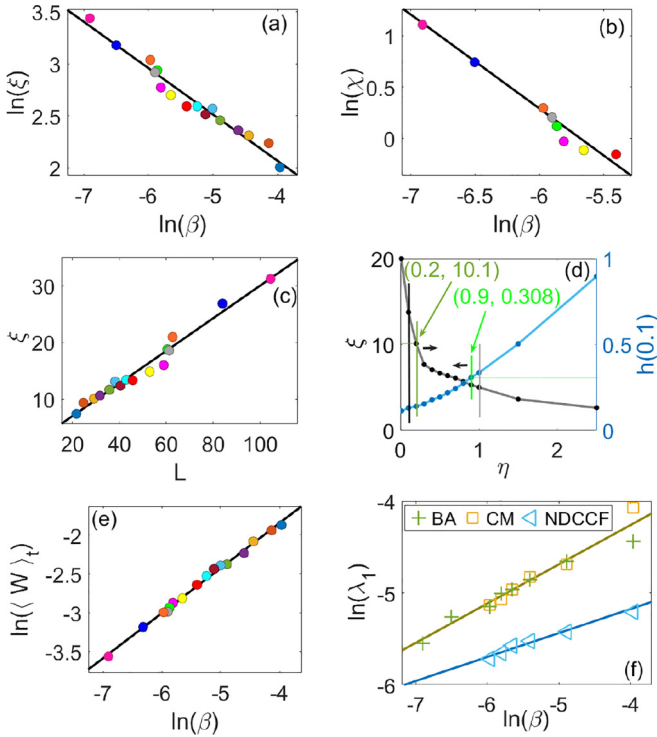 (a)
3.5
3
2.5
2
ln(ξ)
-7 -6 -5 -4
ln(β)
(b)
1
0.5
0
ln(χ)
-7 -6.5 -6 -5.5
ln(β)
(c)
30
20
10
ξ
20 40 60 80 100
L
(d)
20
15
10
5
0
ξ
(0.2, 10.1)
(0.9, 0.308)
1
0.5
0
h(0.1)
0 1 2
η
(e)
-2
-2.5
-3
-3.5
ln(⟨ W ⟩t)
-7 -6 -5 -4
ln(β)
-4
-5
-6
ln(λ1)
BA CM NDCCF
(f)
-7 -6 -5 -4
ln(β)